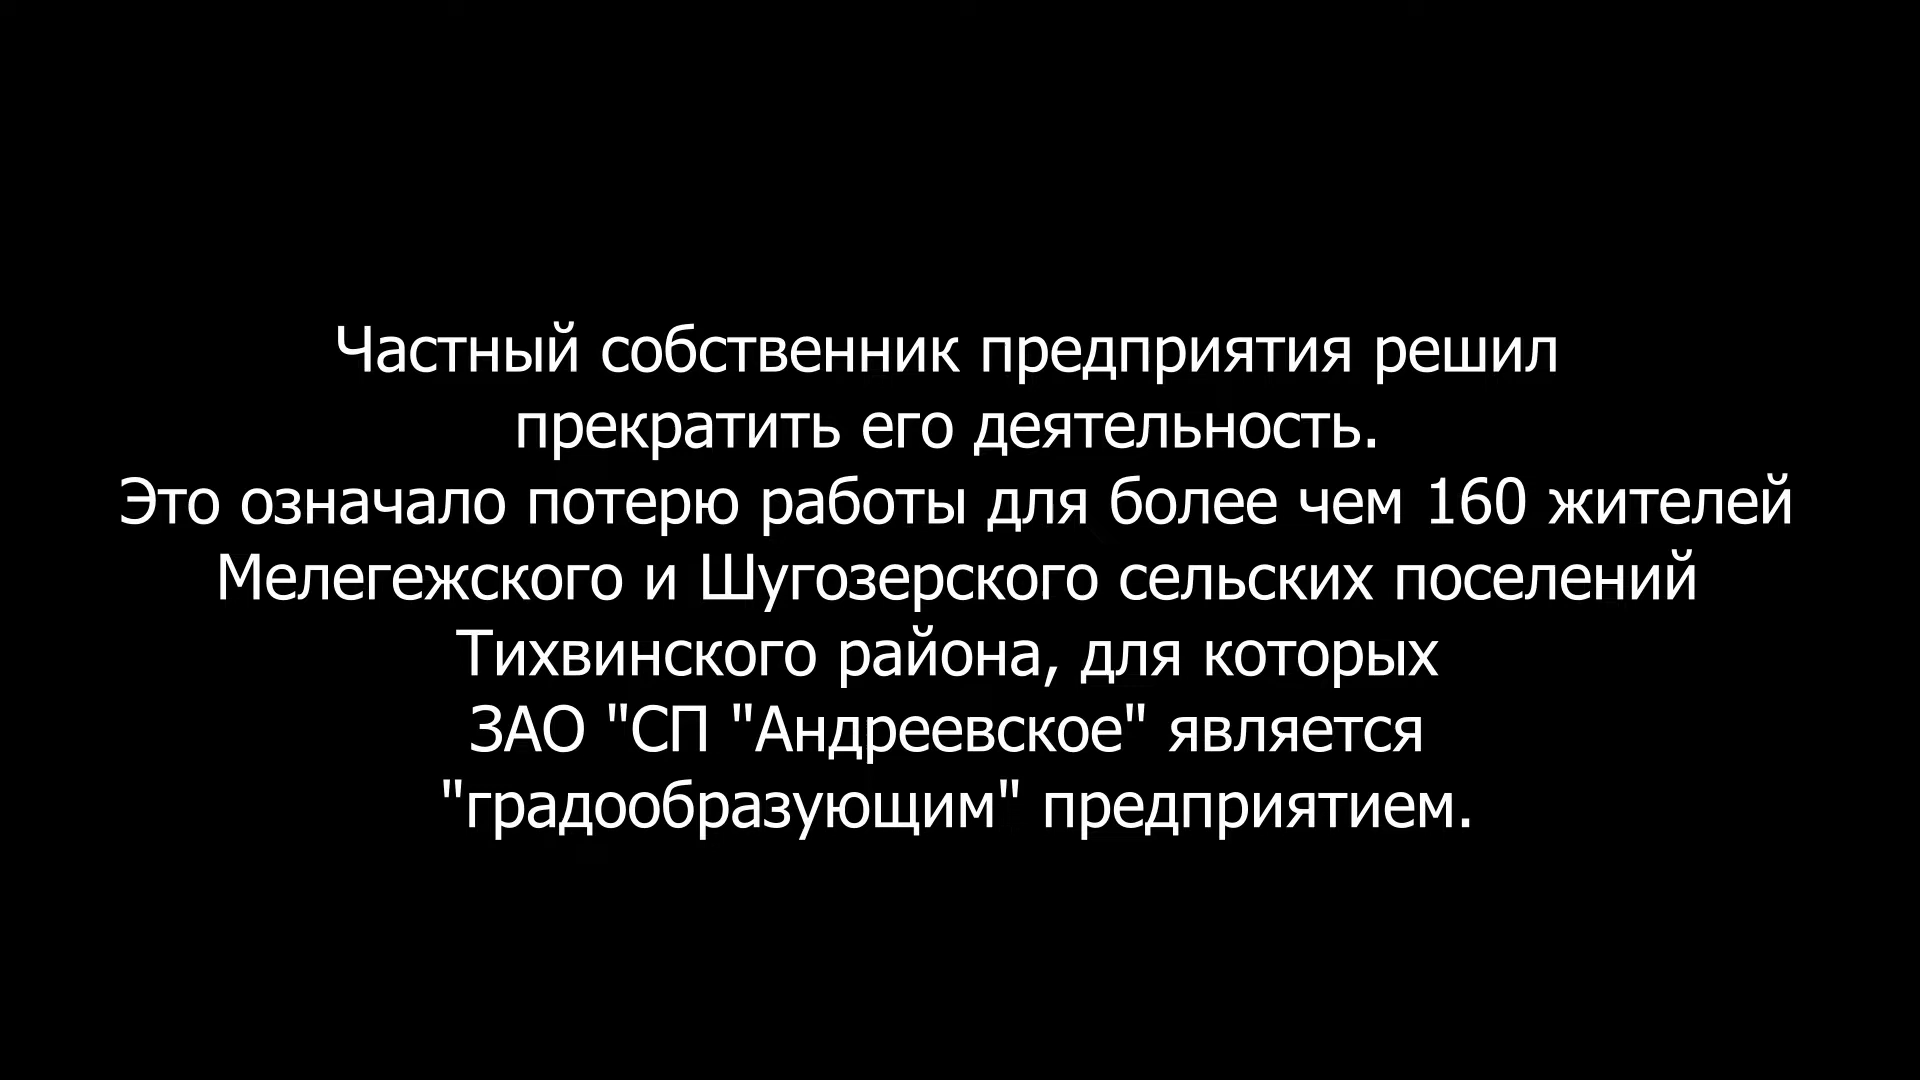 Частный собственник предприятия решил
прекратить его деятельность.
Это означало потерю работы для более чем 160 жителей
Мелегежского и Шугозерского сельских поселений
Тихвинского района, для которых
ЗАО "СП "Андреевское" является
"градообразующим" предприятием.